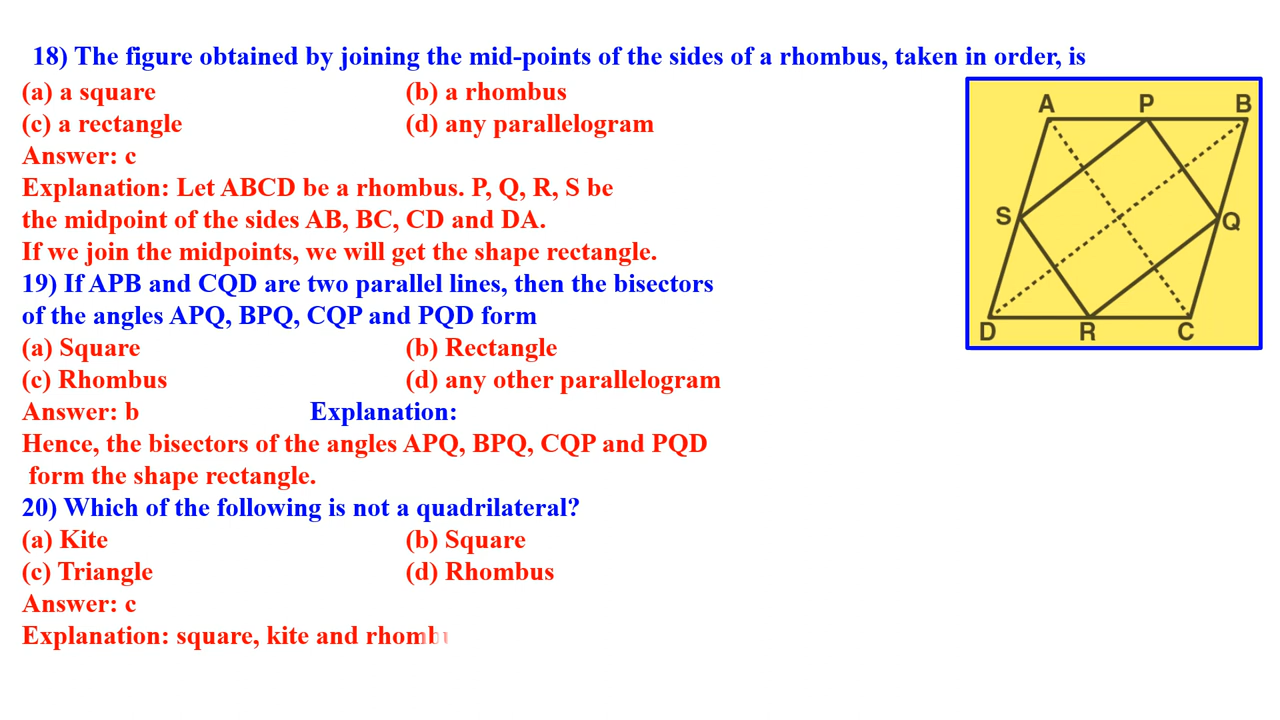 18) The figure obtained by joining the mid-points of the sides of a rhombus, taken in order, is
(a) a square (b) a rhombus
(c) a rectangle (d) any parallelogram
Answer: c
Explanation: Let ABCD be a rhombus. P, Q, R, S be
the midpoint of the sides AB, BC, CD and DA.
If we join the midpoints, we will get the shape rectangle.
19) If APB and CQD are two parallel lines, then the bisectors
of the angles APQ, BPQ, CQP and PQD form
(a) Square (b) Rectangle
(c) Rhombus (d) any other parallelogram
Answer: b Explanation:
Hence, the bisectors of the angles APQ, BPQ, CQP and PQD
form the shape rectangle.
20) Which of the following is not a quadrilateral?
(a) Kite (b) Square
(c) Triangle (d) Rhombus
Answer: c
Explanation: square, kite and
A P B
S Q
D R C